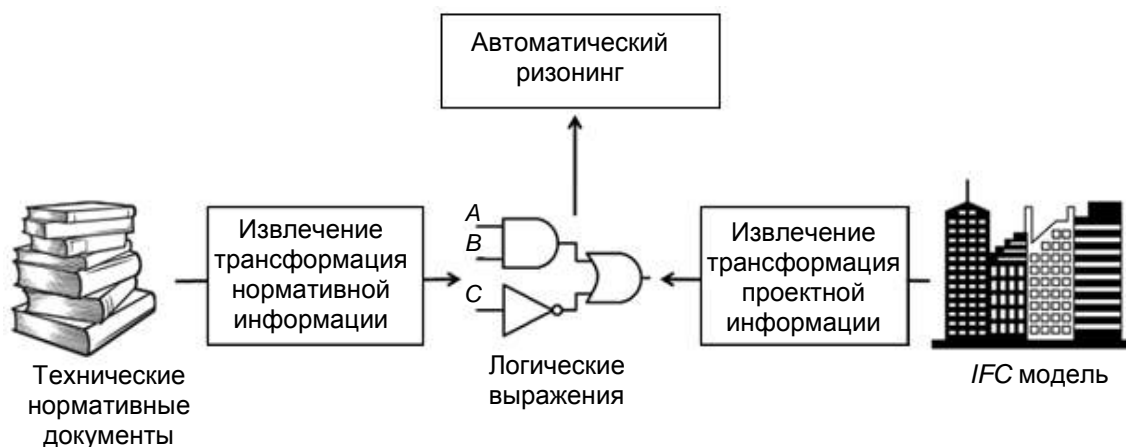 Автоматический
ризонинг
Извлечение
трансформация
нормативной
информации
A
B
C
Извлечение
трансформация
проектной
информации
Технические
нормативные
документы
Логические
выражения
IFC модель